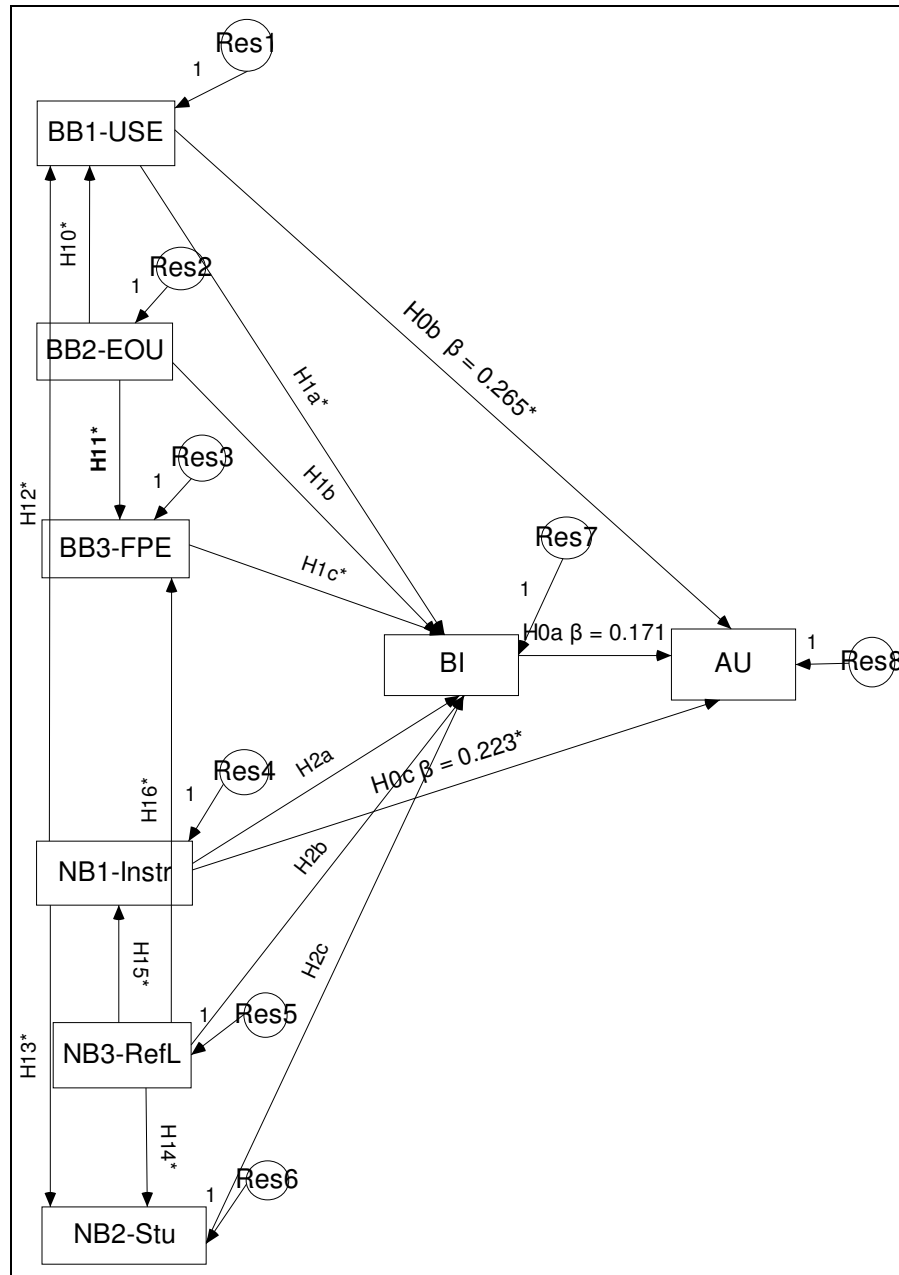 Res1
1
BB1-USE
H10*
Res2
1
BB2-EOU
H0b β = 0.265*
H1a*
H11*
Res3
1
H1b
H12*
BB3-FPE
H1c*
Res7
1
H0a β = 0.171
BI
AU
1
Res8
H16*
Res4
1
H2a
H0c β = 0.223*
NB1-Instr
H2b
H15*
H2c
Res5
1
NB3-RefL
H13*
H14*
Res6
1
NB2-Stu